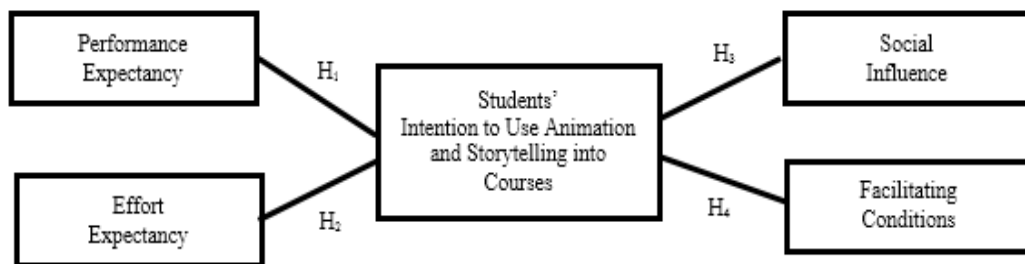 Performance
Expectancy
H₁
Effort
Expectancy
H₂
Students’
Intention to Use Animation
and Storytelling into
Courses
H₃
Social
Influence
H₄
Facilitating
Conditions